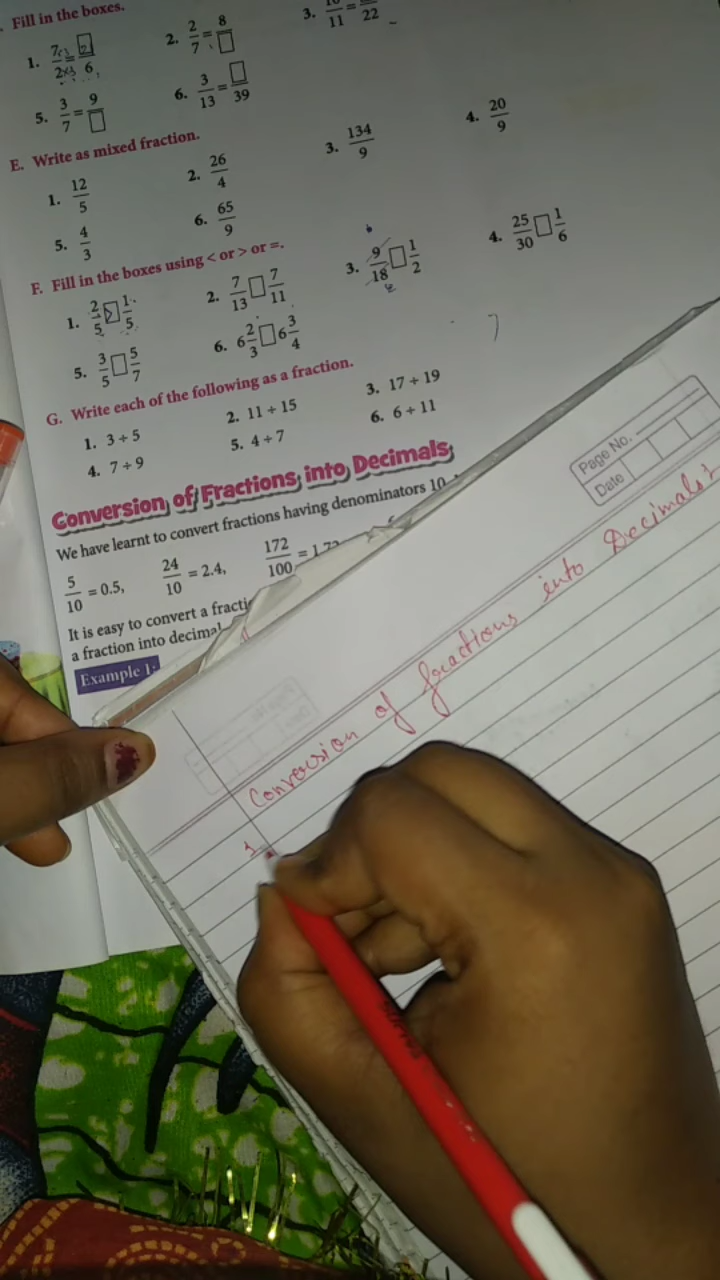 Fill in the boxes.
1. 7×3/2×3 = 2/6 2. 2/7 = 8/□ 3. 10/11 = /22
5. 3/7 = 9/□ 6. 3/13 = □/39
E. Write as mixed fraction.
1. 12/5 2. 26/4 3. 134/9 4. 20/9
5. 4/3 6. 65/9
F. Fill in the boxes using < or > or =.
1. 2/5 > 1/5 2. 7/13 □ 7/11 3. 9/18 □ 1/2 4. 25/30 □ 1/6
5. 3/5 □ 5/7 6. 6 2/3 □ 6 3/4
G. Write each of the following as a fraction.
1. 3 ÷ 5 2. 11 ÷ 15 3. 17 ÷ 19
4. 7 ÷ 9 5. 4 ÷ 7 6. 6 ÷ 11
Conversion of Fractions into Decimals
We have learnt to convert fractions having denominators 10,
5/10 = 0.5, 24/10 = 2.4, 172/100 = 1.72
It is easy to convert a fracti
a fraction into decimal
Example 1:
Page No.
Date
Conversion of fractions into Decimals
1